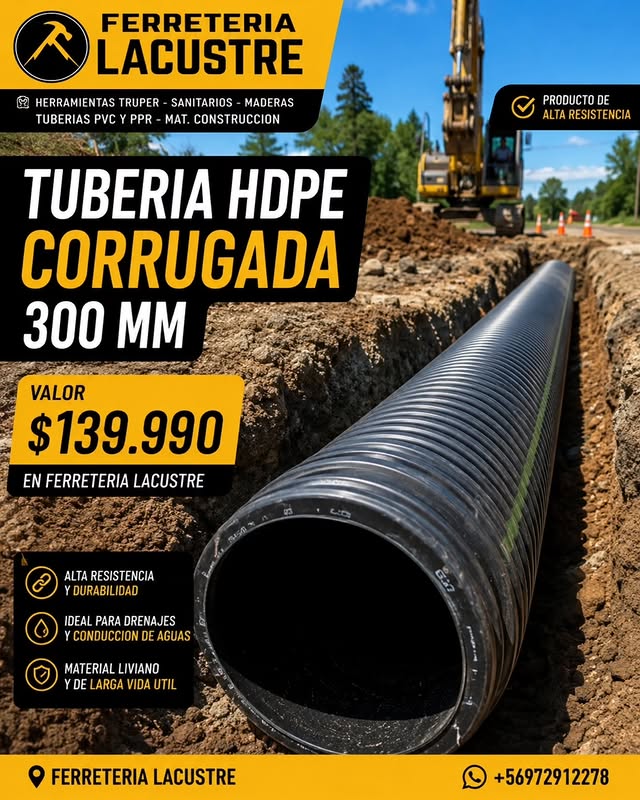 FERRETERIA
LACUSTRE
HERRAMIENTAS TRUPER - SANITARIOS - MADERAS
TUBERIAS PVC Y PPR - MAT. CONSTRUCCION
PRODUCTO DE
ALTA RESISTENCIA
TUBERIA HDPE
CORRUGADA
300 MM
VALOR
$139.990
EN FERRETERIA LACUSTRE
ALTA RESISTENCIA
Y DURABILIDAD
IDEAL PARA DRENAJES
Y CONDUCCION DE AGUAS
MATERIAL LIVIANO
Y DE LARGA VIDA UTIL
FERRETERIA LACUSTRE
+56972912278